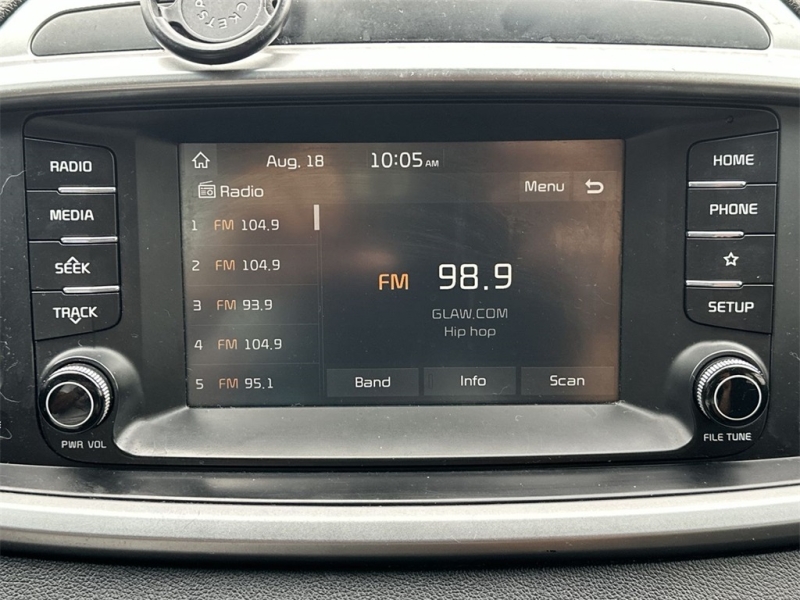 CKETSA
Aug. 18 10:05 AM
Radio
Menu
1 FM 104.9
2 FM 104.9
3 FM 93.9
4 FM 104.9
5 FM 95.1
FM 98.9
GLAW.COM
Hip hop
Band Info Scan
RADIO
MEDIA
SEEK
TRACK
PWR VOL
HOME
PHONE
SETUP
FILE TUNE